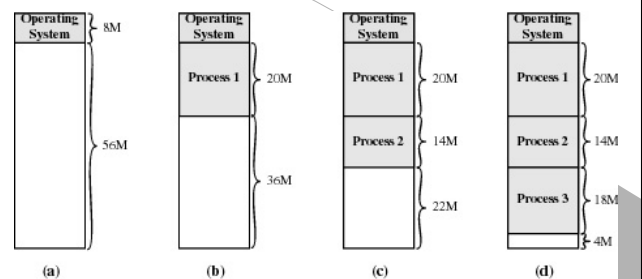 Operating
System
8M
56M
(a)
Operating
System
Process 1
20M
36M
(b)
Operating
System
Process 1
20M
Process 2
14M
22M
(c)
Operating
System
Process 1
20M
Process 2
14M
Process 3
18M
4M
(d)